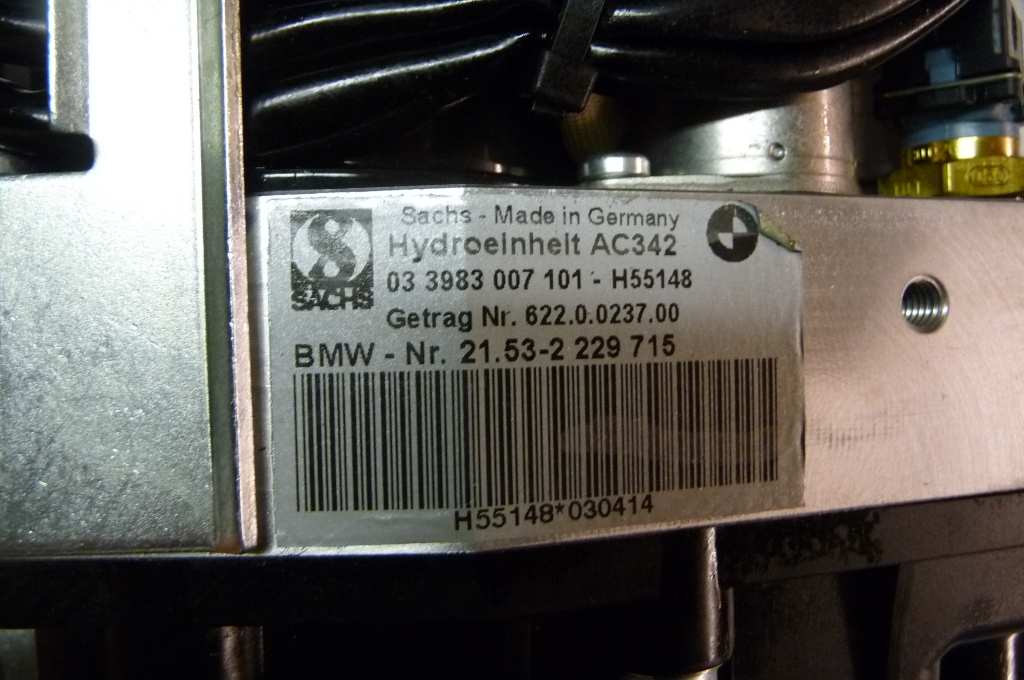 Sachs - Made in Germany
Hydroeinheit AC342
SACHS
03 3983 007 101 - H55148
Getrag Nr. 622.0.0237.00
BMW - Nr. 21.53-2 229 715
H55148*030414